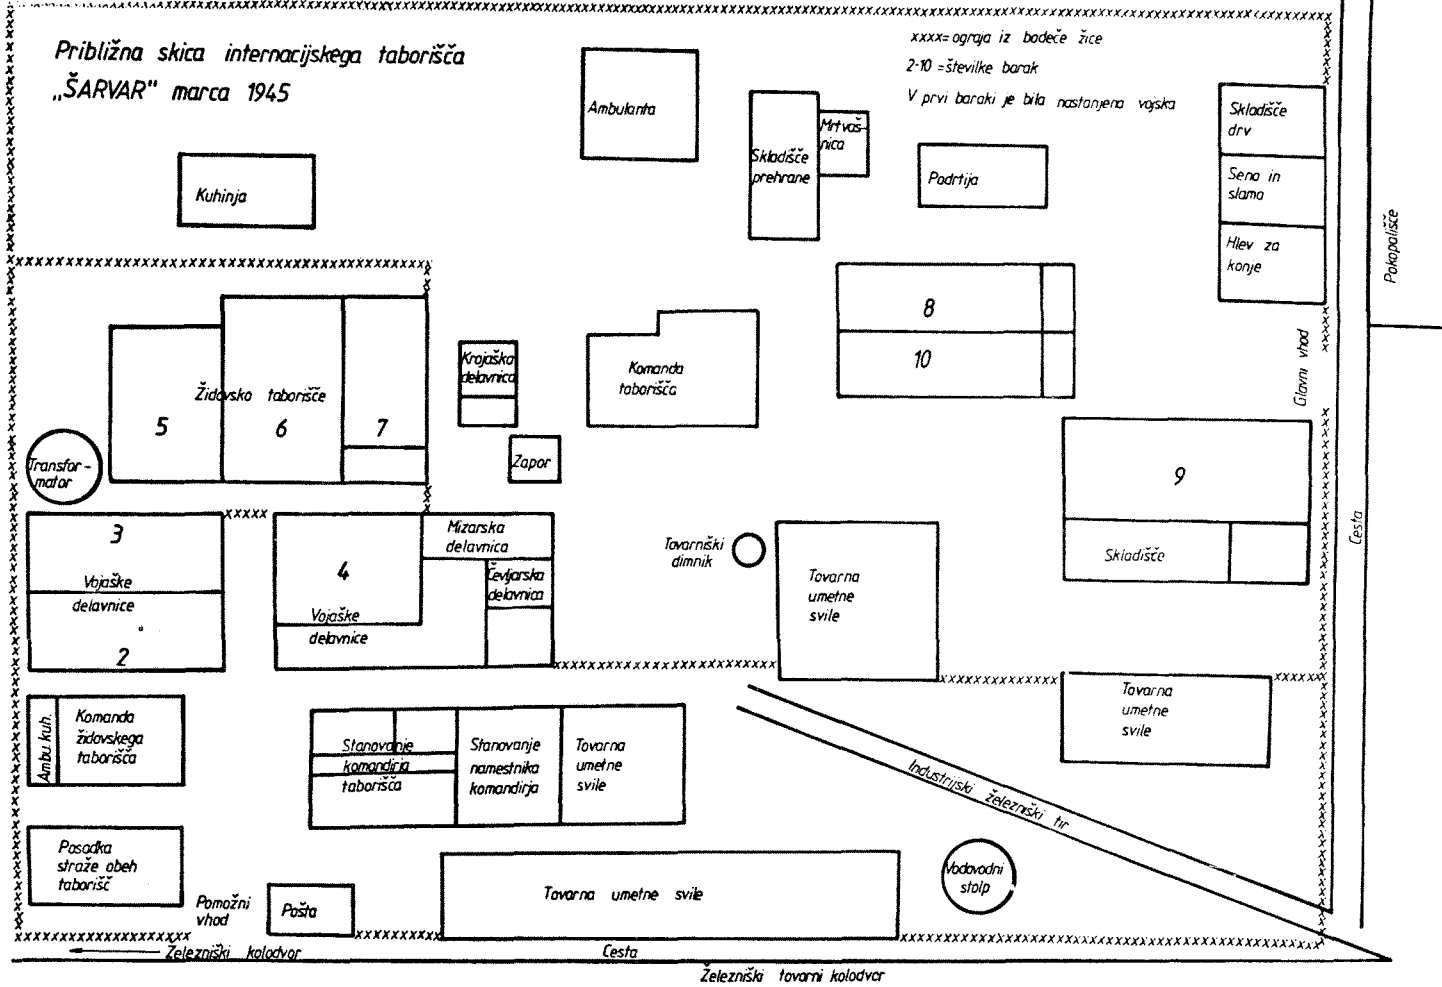 Približna skica internacijskega taborišča
„ŠARVAR" marca 1945
xxxx= ograja iz bodeče žice
2-10 =številke barak
V prvi baraki je bila nastanjena vojska
Ambulanta
Skladišče
prehrane
Mrtvaš-
nica
Podrtija
Skladišče
drv
Seno in
slama
Hlev za
konje
Pokopališče
Kuhinja
Židovsko taborišče
5
6
7
Transfor-
mator
Krojaška
delavnica
Zapor
Komanda
taborišča
8
10
Glavni vhod
9
Skladišče
Cesta
3
Vojaške
delavnice
2
4
Vojaške
delavnice
Mizarska
delavnica
Čevljarska
delavnica
Tovarniški
dimnik
Tovarna
umetne
svile
Tovarna
umetne
svile
Ambu.kuh.
Komanda
židovskega
taborišča
Stanovanje
komandirja
taborišča
Stanovanje
namestnika
komandirja
Tovarna
umetne
svile
Industrijski železniški tir
Posadka
straže obeh
taborišč
Pomožni
vhod
Pošta
Tovarna umetne svile
Vodovodni
stolp
Železniški kolodvor
Cesta
Železniški tovorni kolodvor